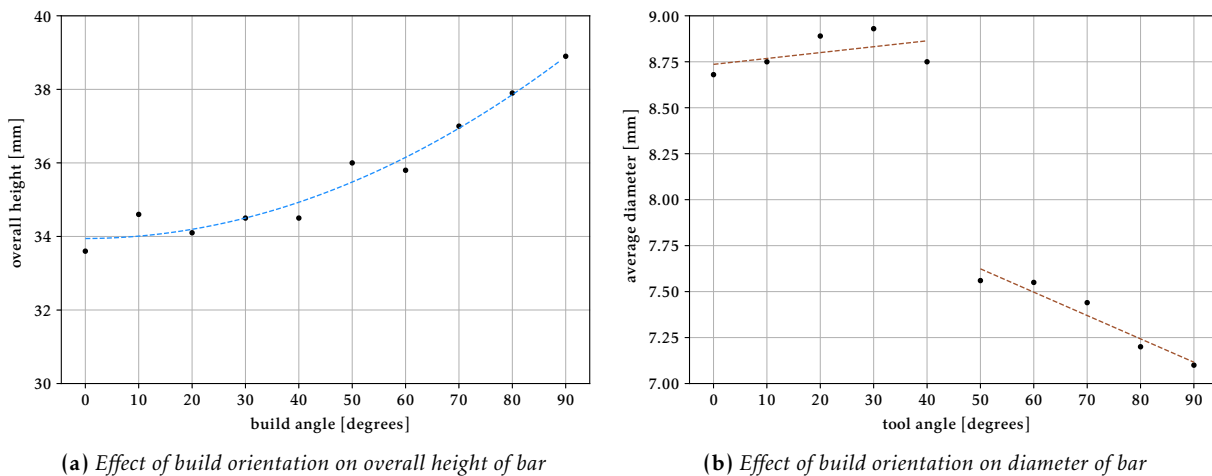 40
38
36
34
32
30
overall height [mm]
0 10 20 30 40 50 60 70 80 90
build angle [degrees]
(a) Effect of build orientation on overall height of bar
9.00
8.75
8.50
8.25
8.00
7.75
7.50
7.25
7.00
average diameter [mm]
0 10 20 30 40 50 60 70 80 90
tool angle [degrees]
(b) Effect of build orientation on diameter of bar